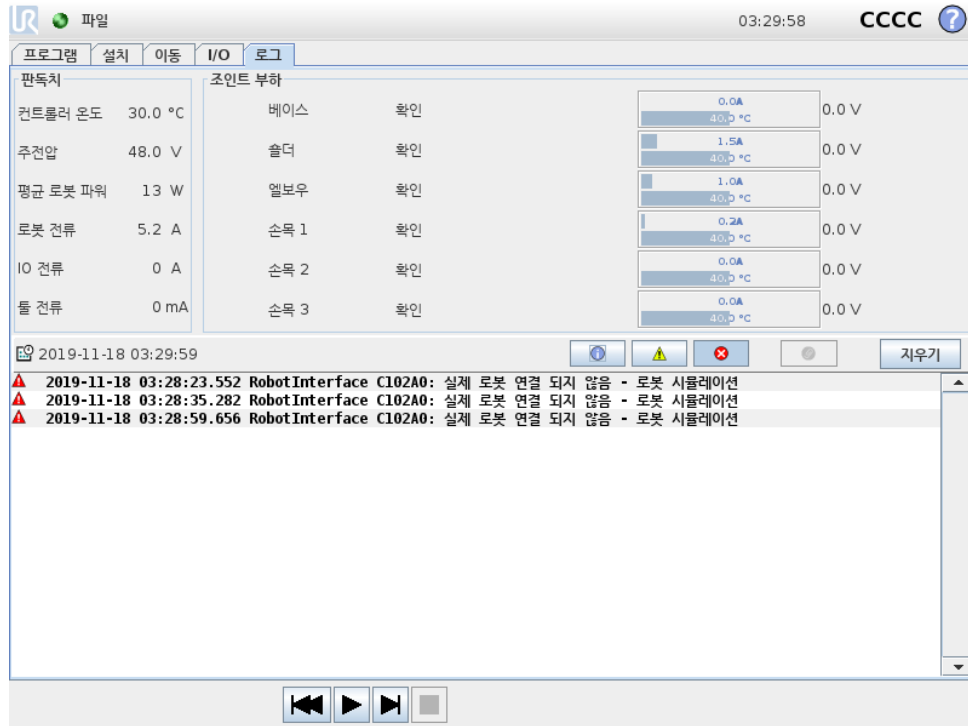 UR 파일 03:29:58 CCCC ?
프로그램 설치 이동 I/O 로그
판독치 조인트 부하
컨트롤러 온도 30.0 °C 베이스 확인 0.0A 40.0 °C 0.0 V
주전압 48.0 V 숄더 확인 1.5A 40.0 °C 0.0 V
평균 로봇 파워 13 W 엘보우 확인 1.0A 40.0 °C 0.0 V
로봇 전류 5.2 A 손목 1 확인 0.2A 40.0 °C 0.0 V
IO 전류 0 A 손목 2 확인 0.0A 40.0 °C 0.0 V
툴 전류 0 mA 손목 3 확인 0.0A 40.0 °C 0.0 V
2019-11-18 03:29:59 지우기
2019-11-18 03:28:23.552 RobotInterface C102A0: 실제 로봇 연결 되지 않음 - 로봇 시뮬레이션
2019-11-18 03:28:35.282 RobotInterface C102A0: 실제 로봇 연결 되지 않음 - 로봇 시뮬레이션
2019-11-18 03:28:59.656 RobotInterface C102A0: 실제 로봇 연결 되지 않음 - 로봇 시뮬레이션